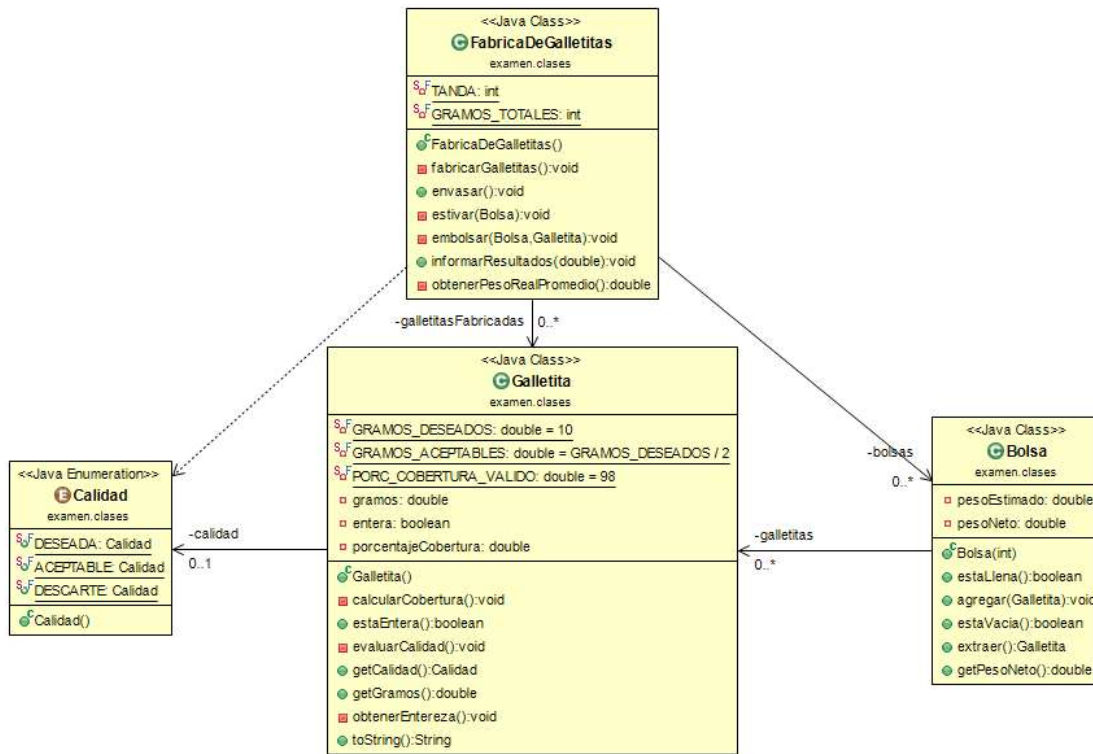 <<Java Class>>
FabricaDeGalletitas
examen.clases
TANDA: int
GRAMOS_TOTALES: int
FabricaDeGalletitas()
fabricarGalletitas():void
envasar():void
estivar(Bolsa):void
embolsar(Bolsa,Galletita):void
informarResultados(double):void
obtenerPesoRealPromedio():double
-galletitasFabricadas
0..*
<<Java Class>>
Galletita
examen.clases
GRAMOS_DESEADOS: double = 10
GRAMOS_ACEPTABLES: double = GRAMOS_DESEADOS / 2
PORC_COBERTURA_VALIDO: double = 98
gramos: double
entera: boolean
porcentajeCobertura: double
Galletita()
calcularCobertura():void
estaEntera():boolean
evaluarCalidad():void
getCalidad():Calidad
getGramos():double
obtenerEntereza():void
toString():String
<<Java Enumeration>>
Calidad
examen.clases
DESEADA: Calidad
ACEPTABLE: Calidad
DESCARTE: Calidad
Calidad()
-calidad
0..1
-bolsas
0..*
-galletitas
0..*
<<Java Class>>
Bolsa
examen.clases
pesoEstimado: double
pesoNeto: double
Bolsa(int)
estaLlena():boolean
agregar(Galletita):void
estaVacia():boolean
extraer():Galletita
getPesoNeto():double